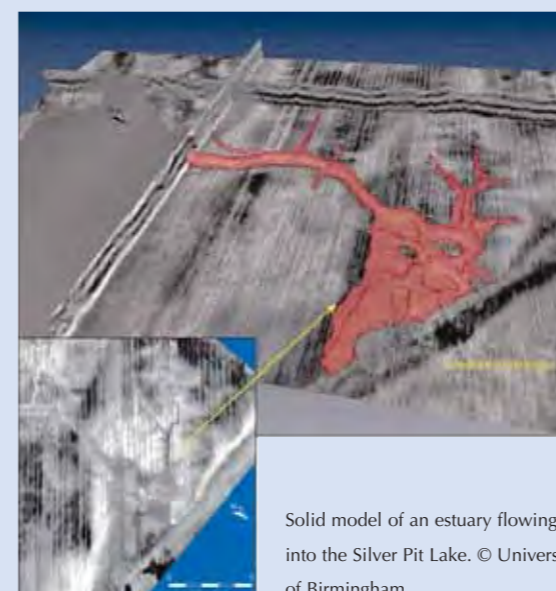 Solid model of an estuary flowing
into the Silver Pit Lake. © Univers
of Birmingham